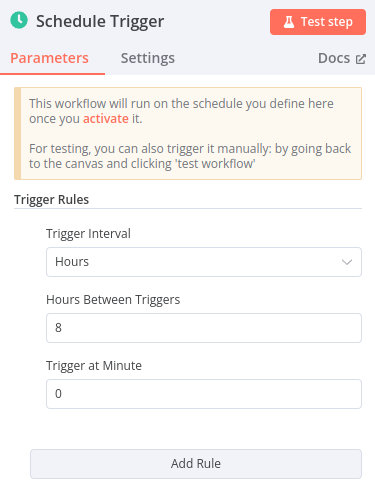 Schedule Trigger
Test step
Parameters
Settings
Docs
This workflow will run on the schedule you define here
once you activate it.
For testing, you can also trigger it manually: by going back
to the canvas and clicking 'test workflow'
Trigger Rules
Trigger Interval
Hours
Hours Between Triggers
8
Trigger at Minute
0
Add Rule